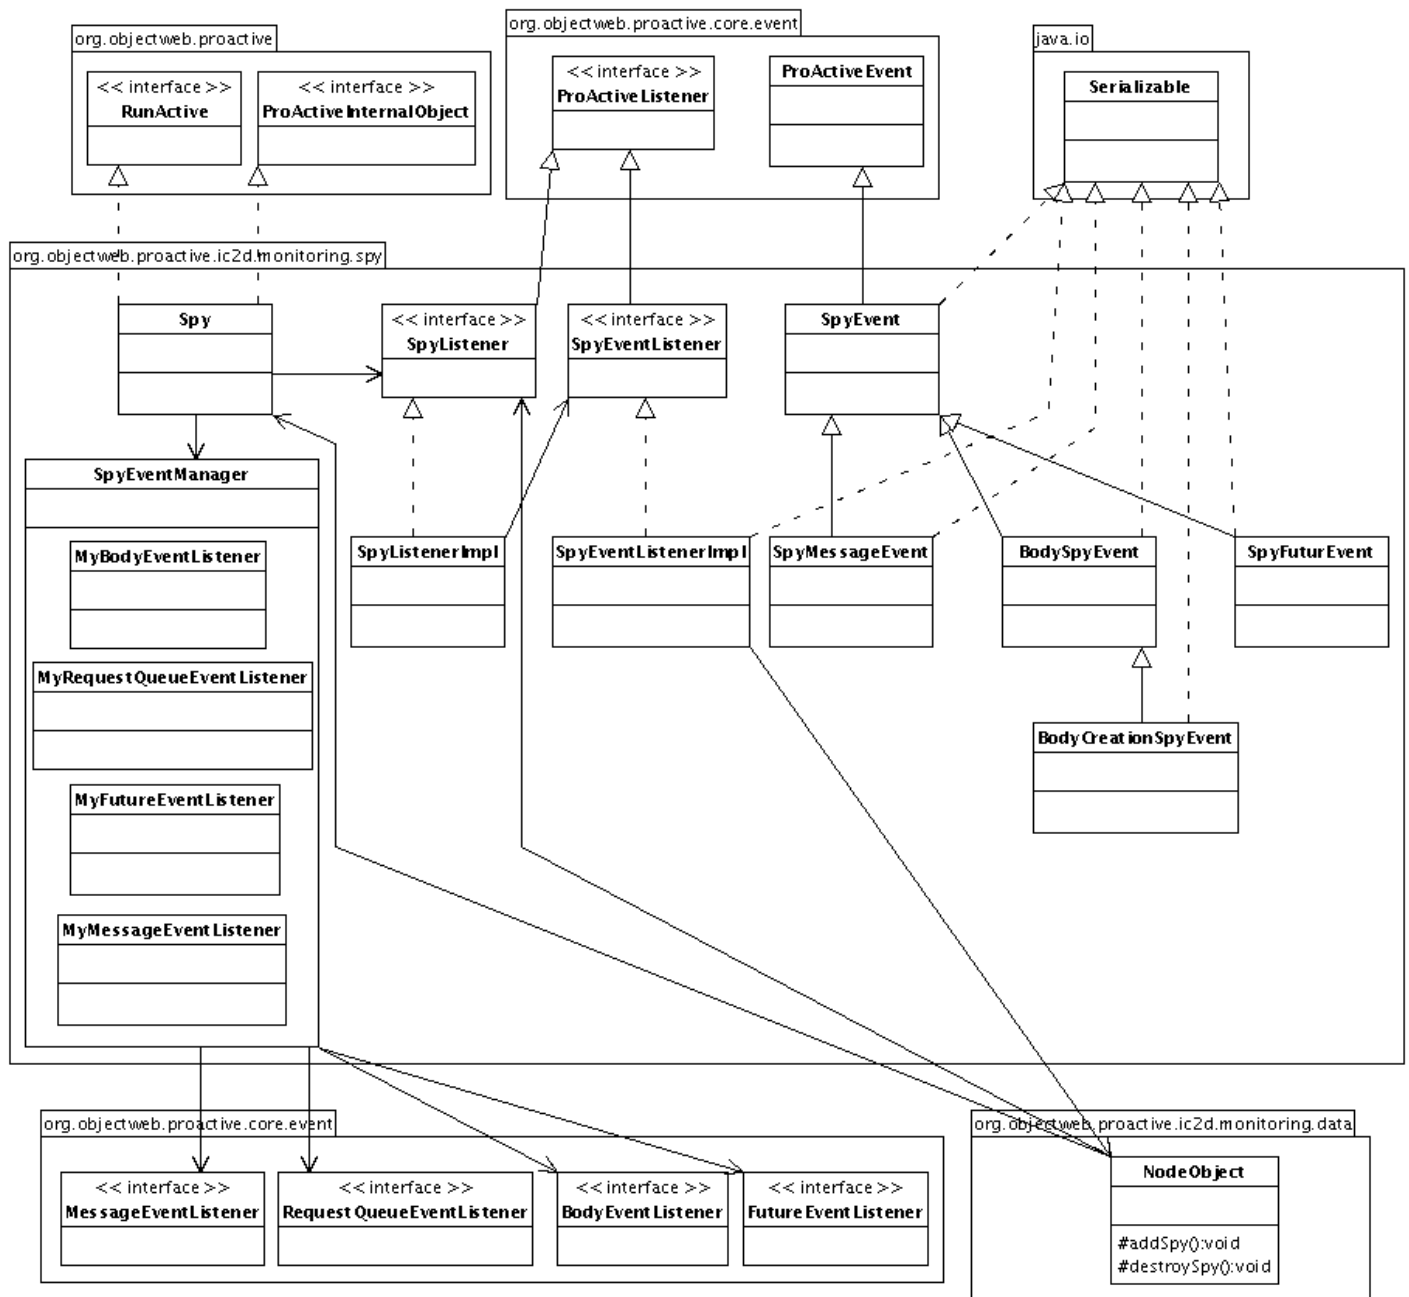 org.objectweb.proactive
<< interface >>
RunActive
<< interface >>
ProActiveInternalObject
org.objectweb.proactive.core.event
<< interface >>
ProActiveListener
ProActiveEvent
java.io
Serializable
org.objectweb.proactive.ic2d.monitoring.spy
Spy
<< interface >>
SpyListener
<< interface >>
SpyEventListener
SpyEvent
SpyEventManager
MyBodyEventListener
MyRequestQueueEventListener
MyFutureEventListener
MyMessageEventListener
SpyListenerImpl
SpyEventListenerImpl
SpyMessageEvent
BodySpyEvent
SpyFuturEvent
BodyCreationSpyEvent
org.objectweb.proactive.core.event
<< interface >>
MessageEventListener
<< interface >>
RequestQueueEventListener
<< interface >>
BodyEventListener
<< interface >>
FutureEventListener
org.objectweb.proactive.ic2d.monitoring.data
NodeObject
#addSpy():void
#destroySpy():void